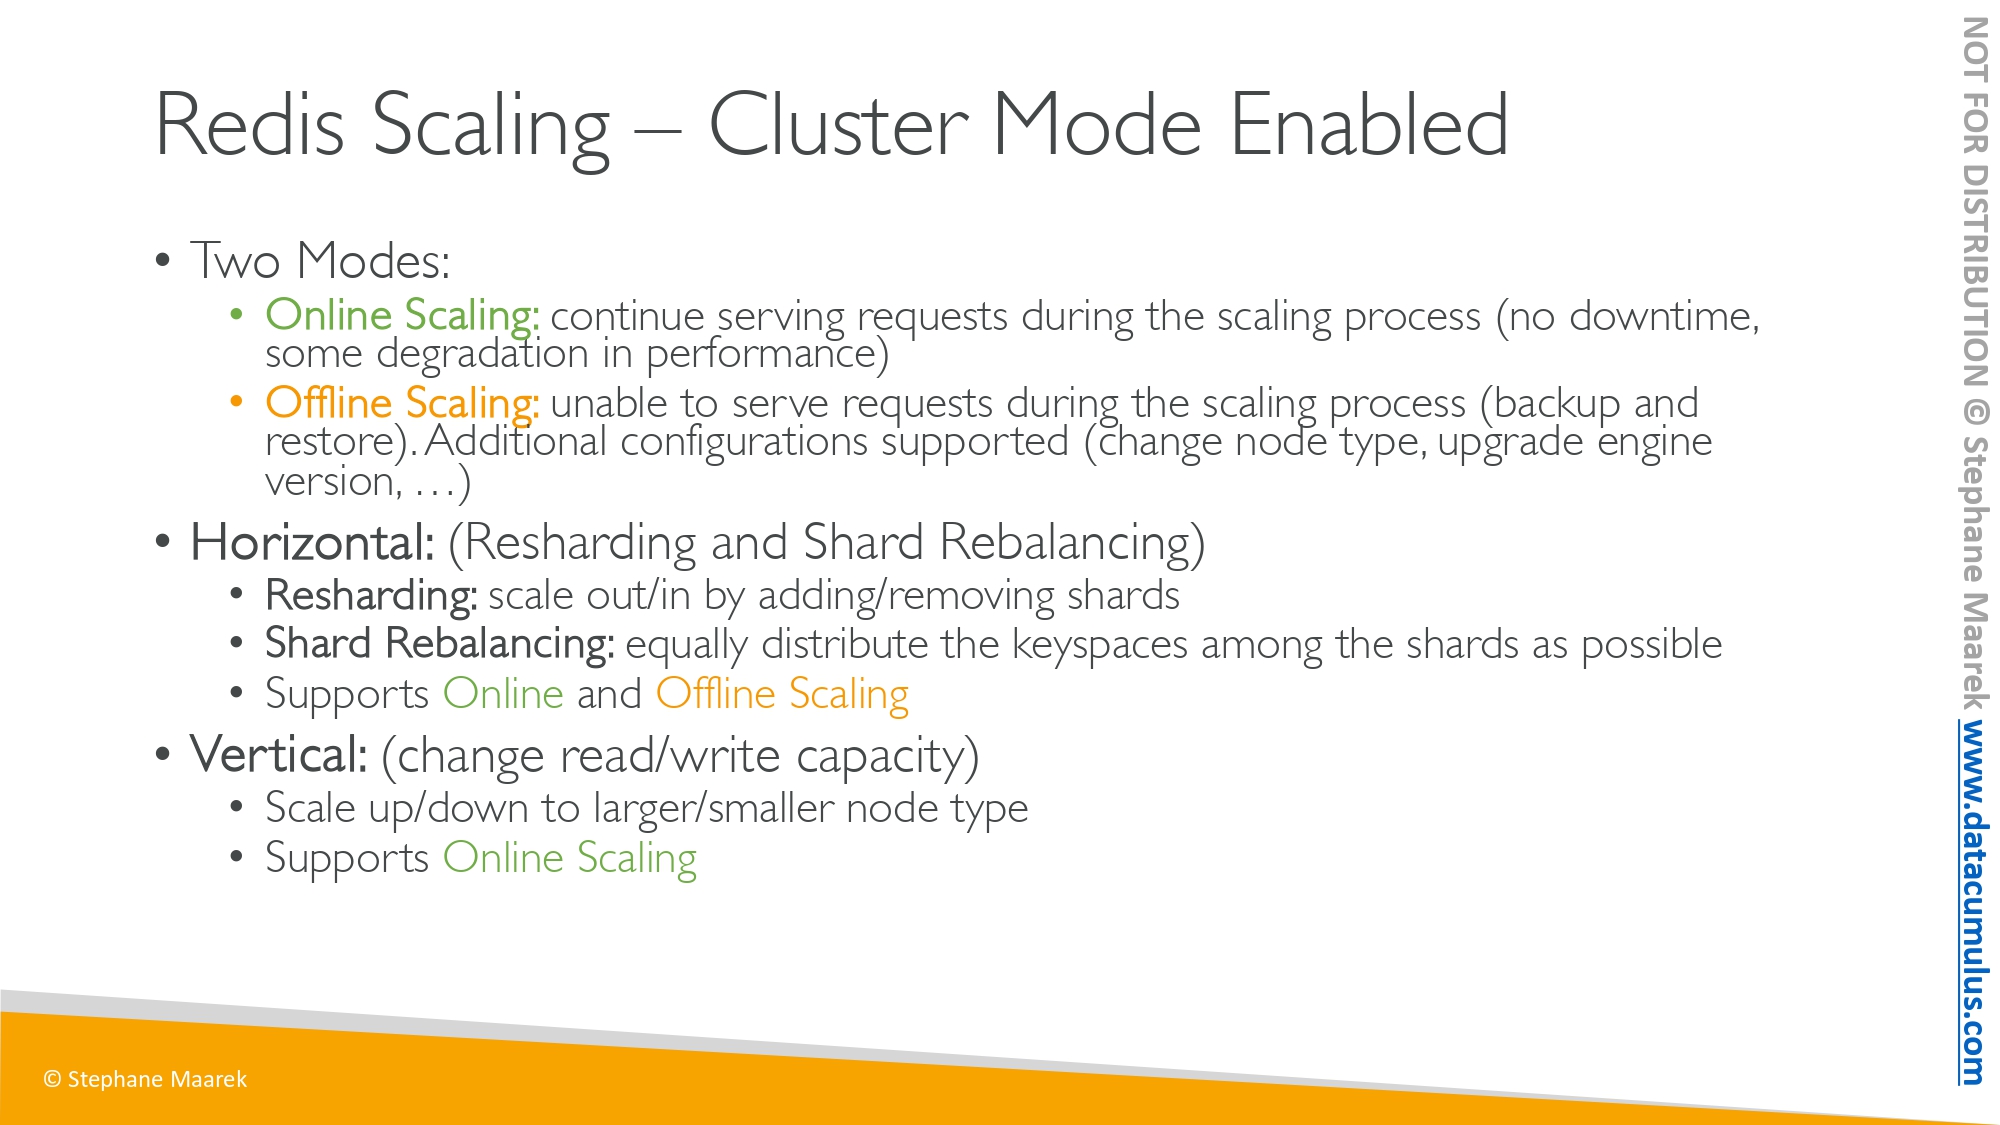 Redis Scaling – Cluster Mode Enabled
• Two Modes:
• Online Scaling: continue serving requests during the scaling process (no downtime,
some degradation in performance)
• Offline Scaling: unable to serve requests during the scaling process (backup and
restore). Additional configurations supported (change node type, upgrade engine
version, …)
• Horizontal: (Resharding and Shard Rebalancing)
• Resharding: scale out/in by adding/removing shards
• Shard Rebalancing: equally distribute the keyspaces among the shards as possible
• Supports Online and Offline Scaling
• Vertical: (change read/write capacity)
• Scale up/down to larger/smaller node type
• Supports Online Scaling
© Stephane Maarek
NOT FOR DISTRIBUTION © Stephane Maarek www.datacumulus.com